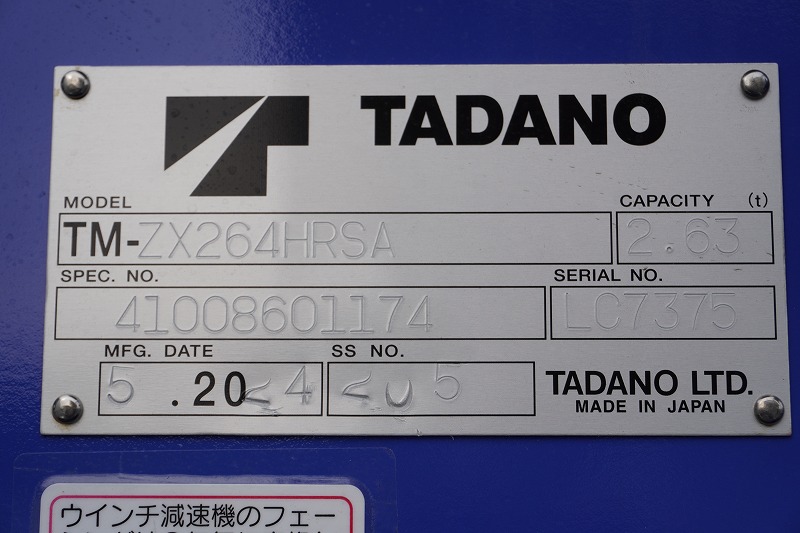 TADANO
MODEL
CAPACITY (t)
TM-ZX264HRSA
2.63
SPEC. NO.
SERIAL NO.
41008601174
LC7375
MFG. DATE
SS NO.
5 .2024
205
TADANO LTD.
MADE IN JAPAN
ウインチ減速機のフェー